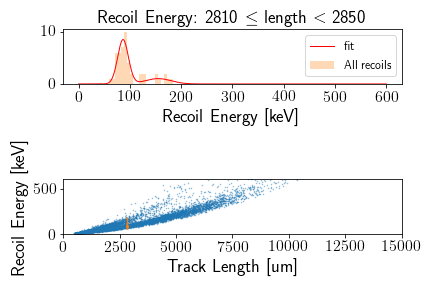 Recoil Energy: 2810 ≤ length < 2850
10
0
fit
All recoils
0 100 200 300 400 500 600
Recoil Energy [keV]
Recoil Energy [keV]
500
0
0 2500 5000 7500 10000 12500 15000
Track Length [um]